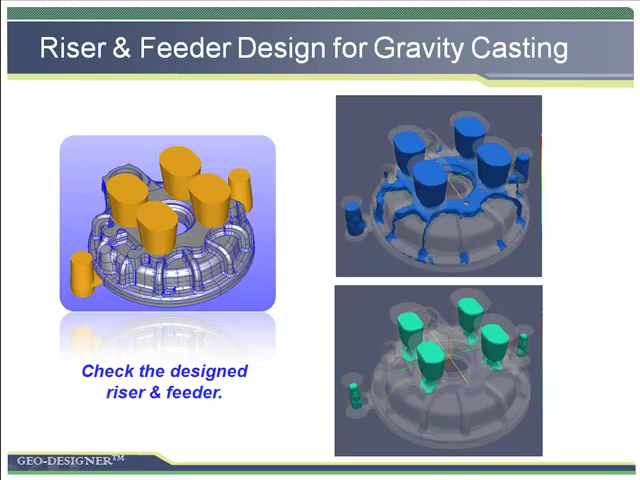 Riser & Feeder Design for Gravity Casting
Check the designed
riser & feeder.
GEO-DESIGNER™